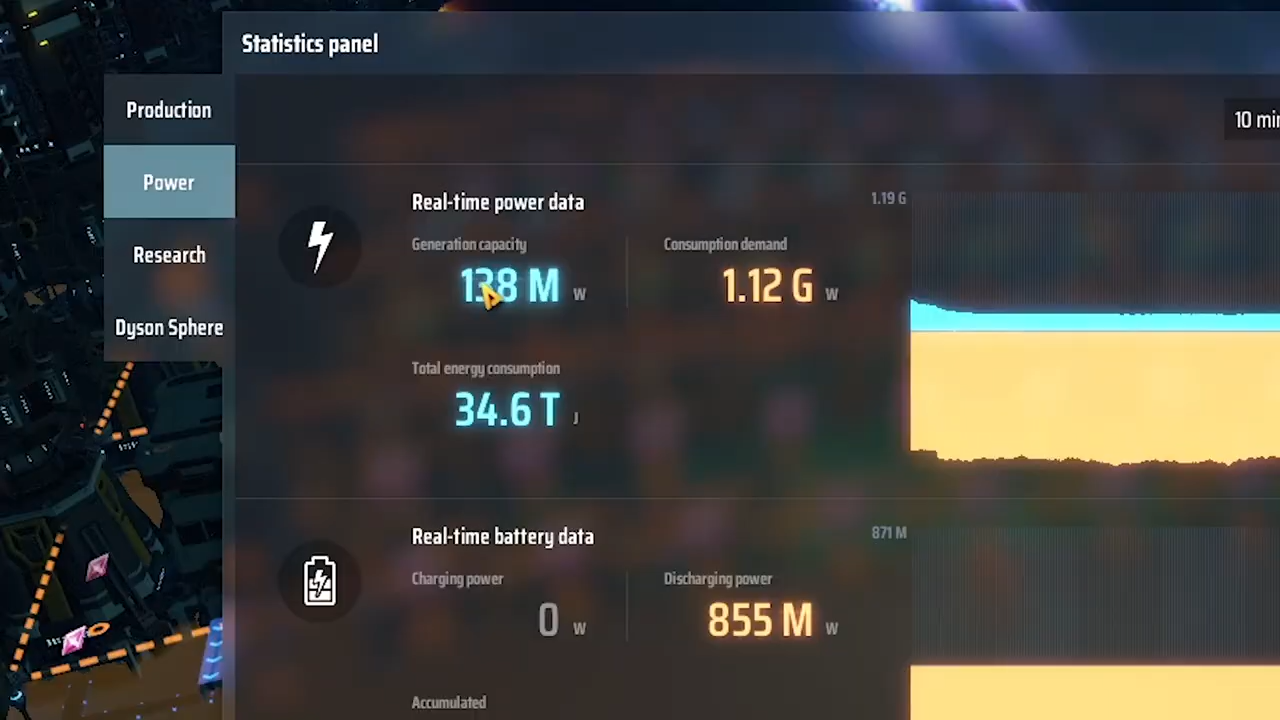 Statistics panel
Production
10 min
Power
Real-time power data
1.19 G
Generation capacity
Consumption demand
138 M W
1.12 G W
Research
Dyson Sphere
Total energy consumption
34.6 T J
Real-time battery data
871 M
Charging power
Discharging power
0 W
855 M W
Accumulated